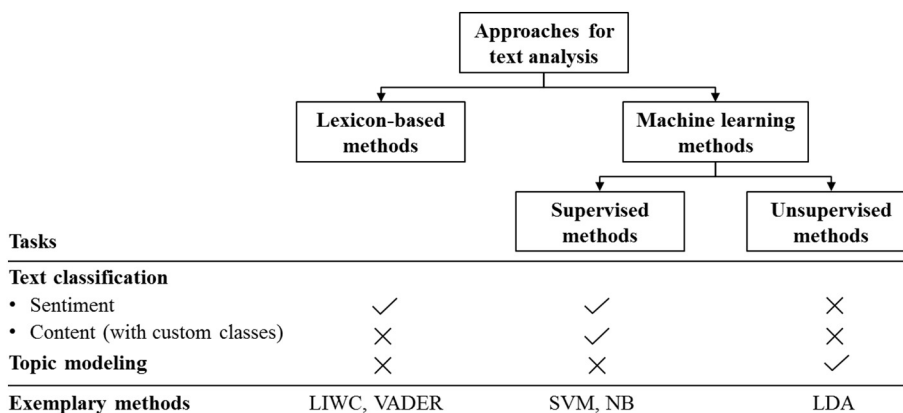 Approaches for
text analysis
Lexicon-based
methods
Machine learning
methods
Supervised
methods
Unsupervised
methods
Tasks
Text classification
• Sentiment ✓ ✓ ✕
• Content (with custom classes) ✕ ✓ ✕
Topic modeling ✕ ✕ ✓
Exemplary methods LIWC, VADER SVM, NB LDA